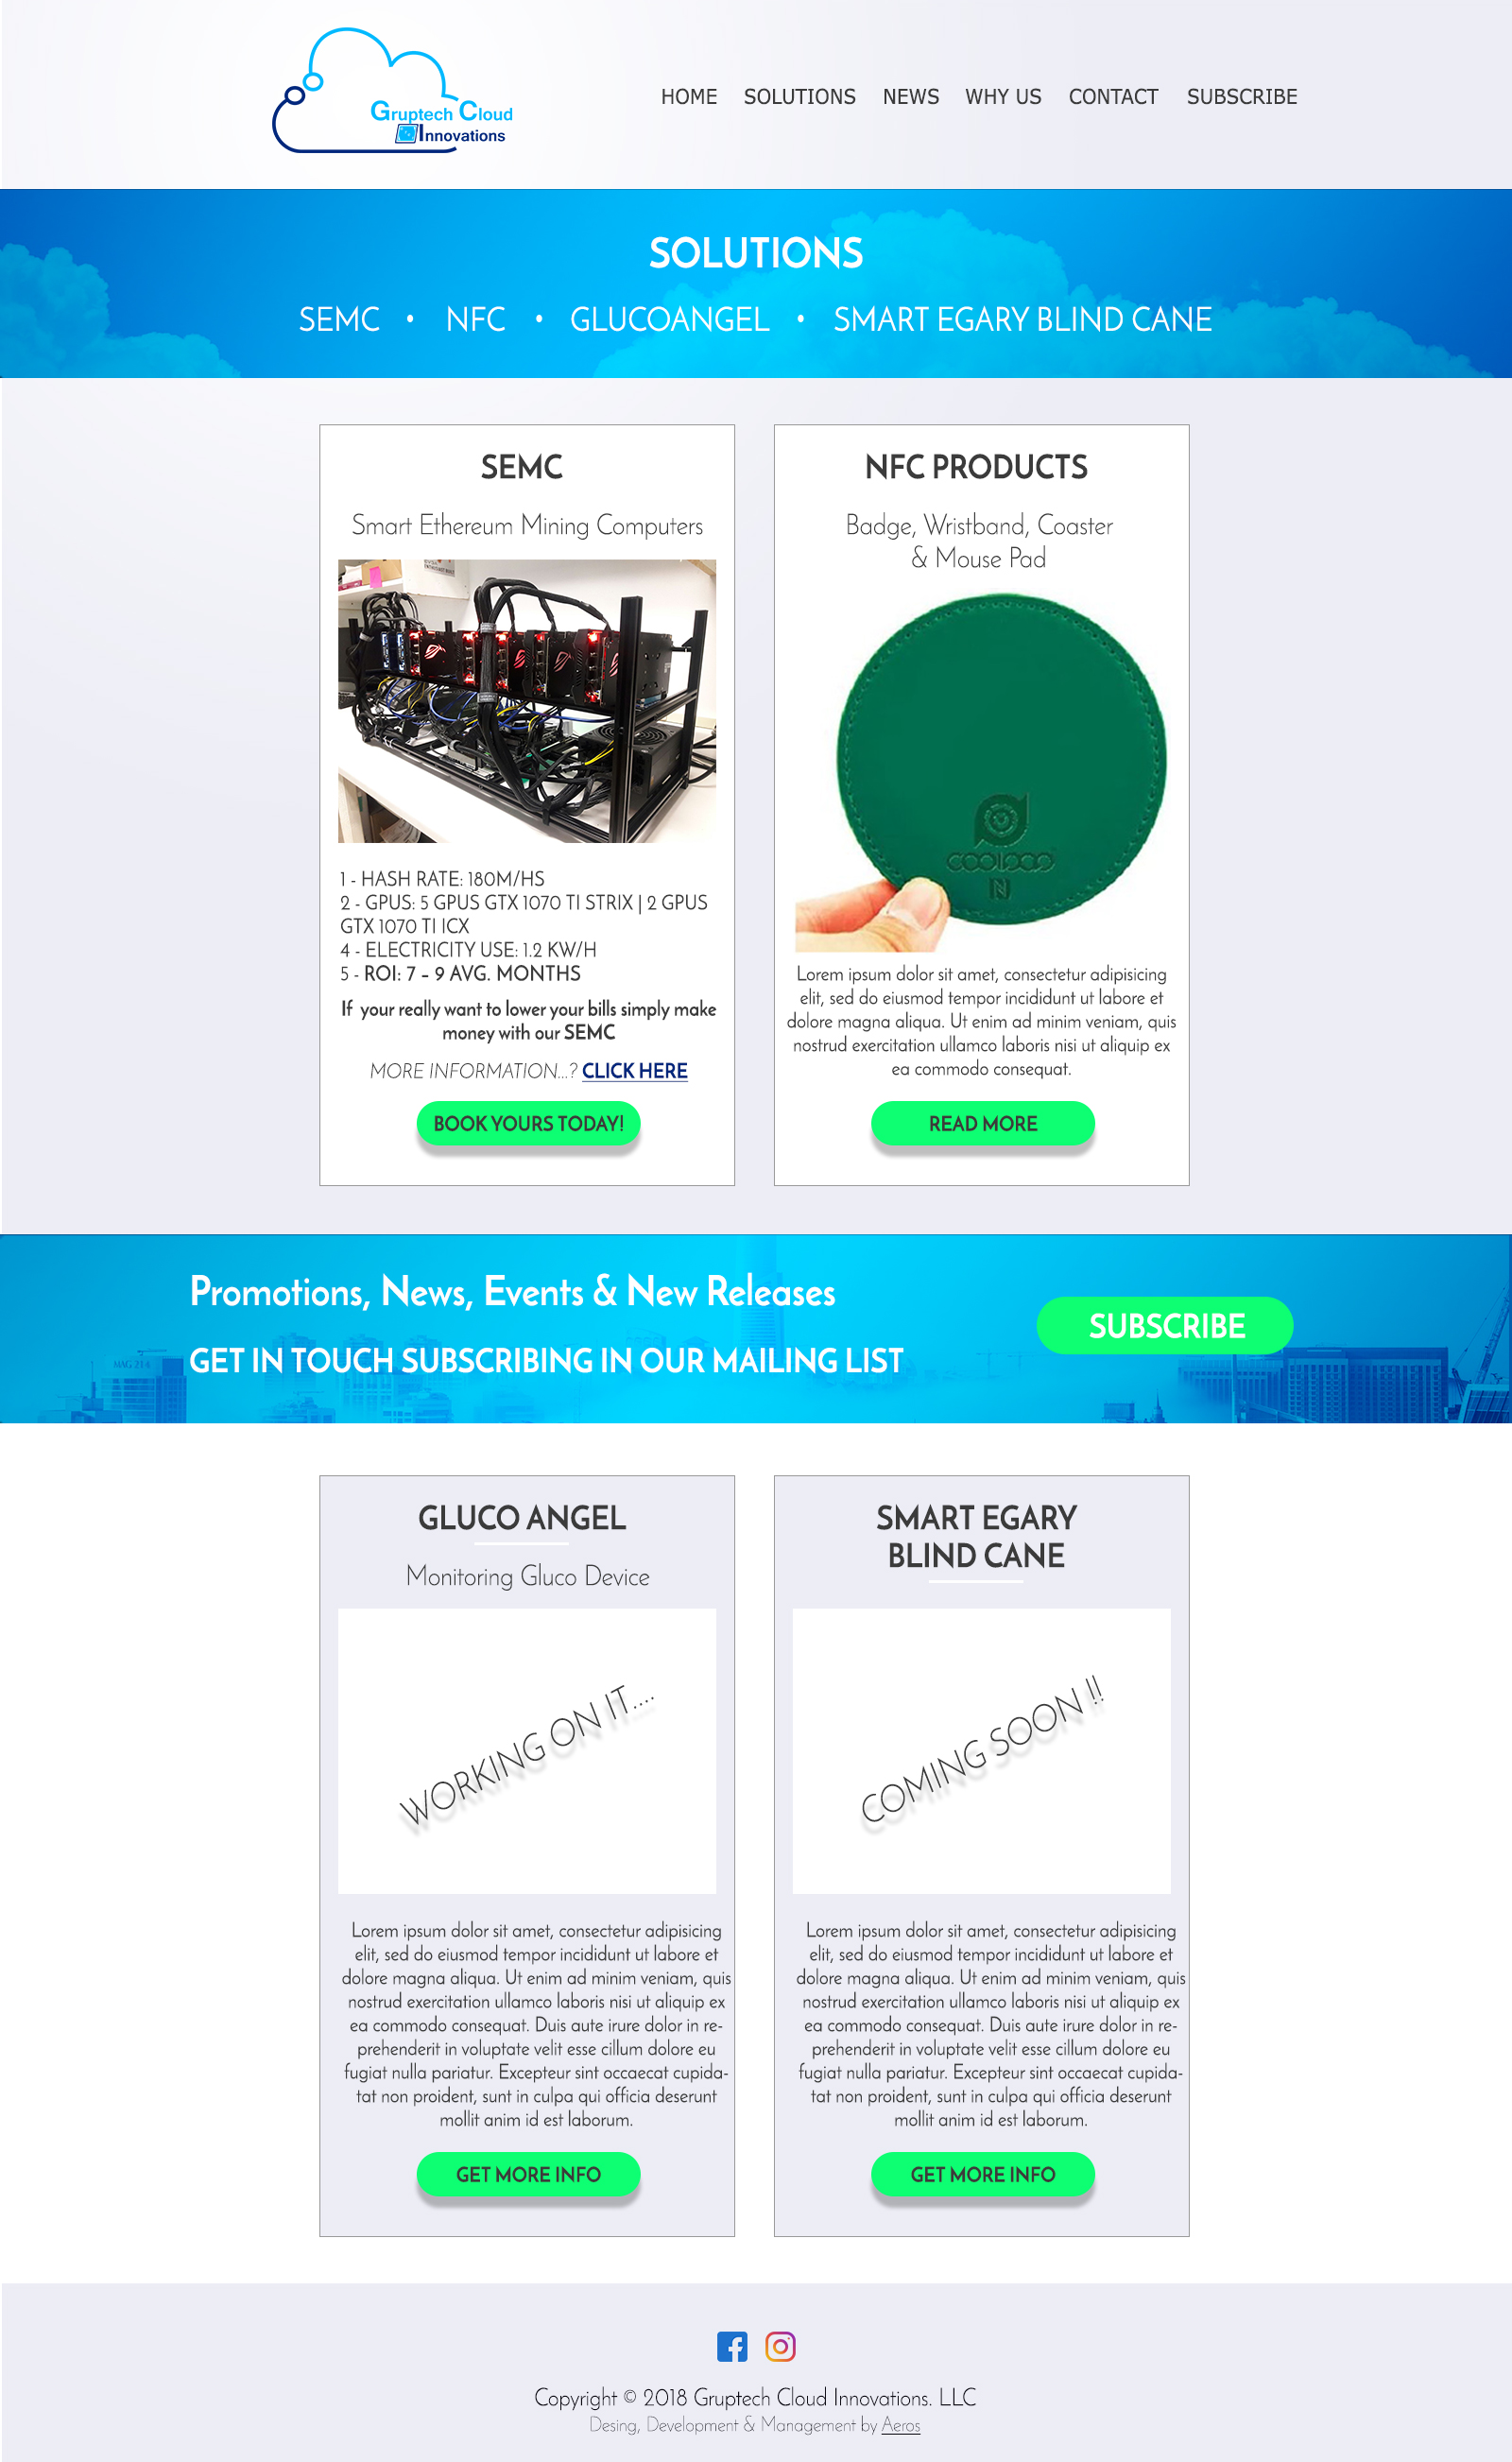 Gruptech Cloud
Innovations
HOME SOLUTIONS NEWS WHY US CONTACT SUBSCRIBE
SOLUTIONS
SEMC • NFC • GLUCOANGEL • SMART EGARY BLIND CANE
SEMC
Smart Ethereum Mining Computers
1 - HASH RATE: 180M/HS
2 - GPUS: 5 GPUS GTX 1070 TI STRIX | 2 GPUS
GTX 1070 TI ICX
4 - ELECTRICITY USE: 1.2 KW/H
5 - ROI: 7 – 9 AVG. MONTHS
If your really want to lower your bills simply make
money with our SEMC
MORE INFORMATION...? CLICK HERE
BOOK YOURS TODAY!
NFC PRODUCTS
Badge, Wristband, Coaster
& Mouse Pad
Lorem ipsum dolor sit amet, consectetur adipisicing
elit, sed do eiusmod tempor incididunt ut labore et
dolore magna aliqua. Ut enim ad minim veniam, quis
nostrud exercitation ullamco laboris nisi ut aliquip ex
ea commodo consequat.
READ MORE
Promotions, News, Events & New Releases
GET IN TOUCH SUBSCRIBING IN OUR MAILING LIST
SUBSCRIBE
MAG 214
GLUCO ANGEL
Monitoring Gluco Device
WORKING ON IT....
Lorem ipsum dolor sit amet, consectetur adipisicing
elit, sed do eiusmod tempor incididunt ut labore et
dolore magna aliqua. Ut enim ad minim veniam, quis
nostrud exercitation ullamco laboris nisi ut aliquip ex
ea commodo consequat. Duis aute irure dolor in re-
prehenderit in voluptate velit esse cillum dolore eu
fugiat nulla pariatur. Excepteur sint occaecat cupida-
tat non proident, sunt in culpa qui officia deserunt
mollit anim id est laborum.
GET MORE INFO
SMART EGARY
BLIND CANE
COMING SOON !!
Lorem ipsum dolor sit amet, consectetur adipisicing
elit, sed do eiusmod tempor incididunt ut labore et
dolore magna aliqua. Ut enim ad minim veniam, quis
nostrud exercitation ullamco laboris nisi ut aliquip ex
ea commodo consequat. Duis aute irure dolor in re-
prehenderit in voluptate velit esse cillum dolore eu
fugiat nulla pariatur. Excepteur sint occaecat cupida-
tat non proident, sunt in culpa qui officia deserunt
mollit anim id est laborum.
GET MORE INFO
Copyright © 2018 Gruptech Cloud Innovations. LLC
Desing, Development & Management by Aeros